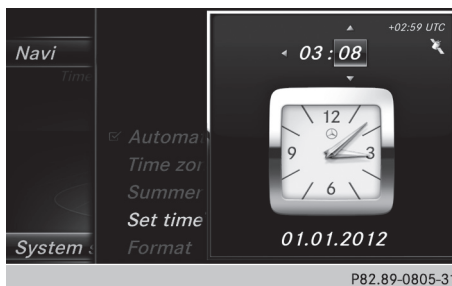 +02:59 UTC
Navi
03:08
Time
12
Automa
9
3
Time zo
Summer
6
Set time
01.01.2012
System s
Format
P82.89-0805-31